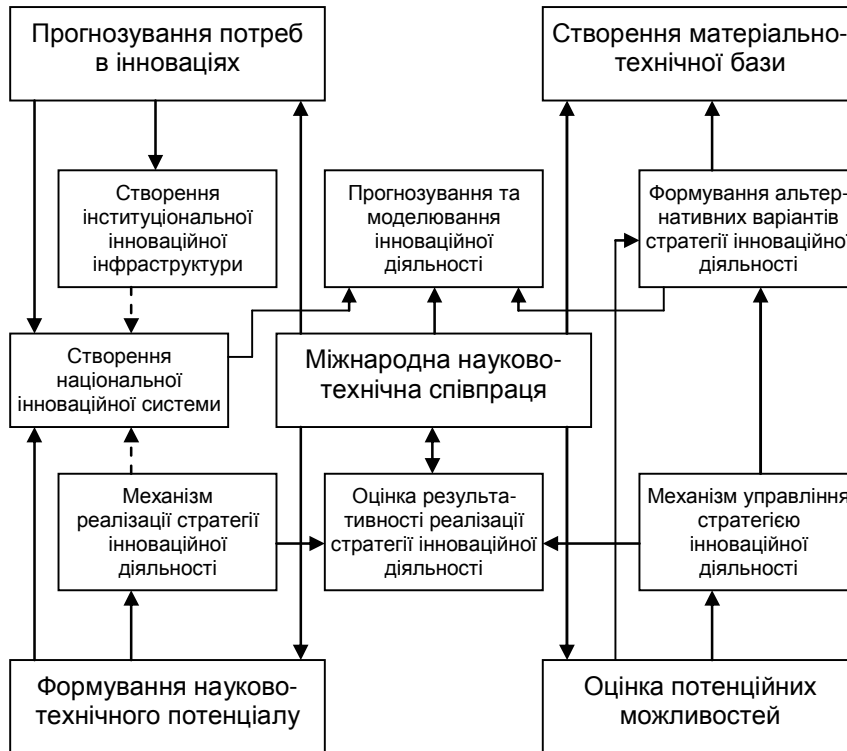 Прогнозування потреб
в інноваціях
Створення матеріально-
технічної бази
Створення
інституціональної
інноваційної
інфраструктури
Прогнозування та
моделювання
інноваційної
діяльності
Формування альтер-
нативних варіантів
стратегії інноваційної
діяльності
Створення
національної
інноваційної системи
Міжнародна науково-
технічна співпраця
Механізм
реалізації стратегії
інноваційної
діяльності
Оцінка результа-
тивності реалізації
стратегії інноваційної
діяльності
Механізм управління
стратегією
інноваційної
діяльності
Формування науково-
технічного потенціалу
Оцінка потенційних
можливостей